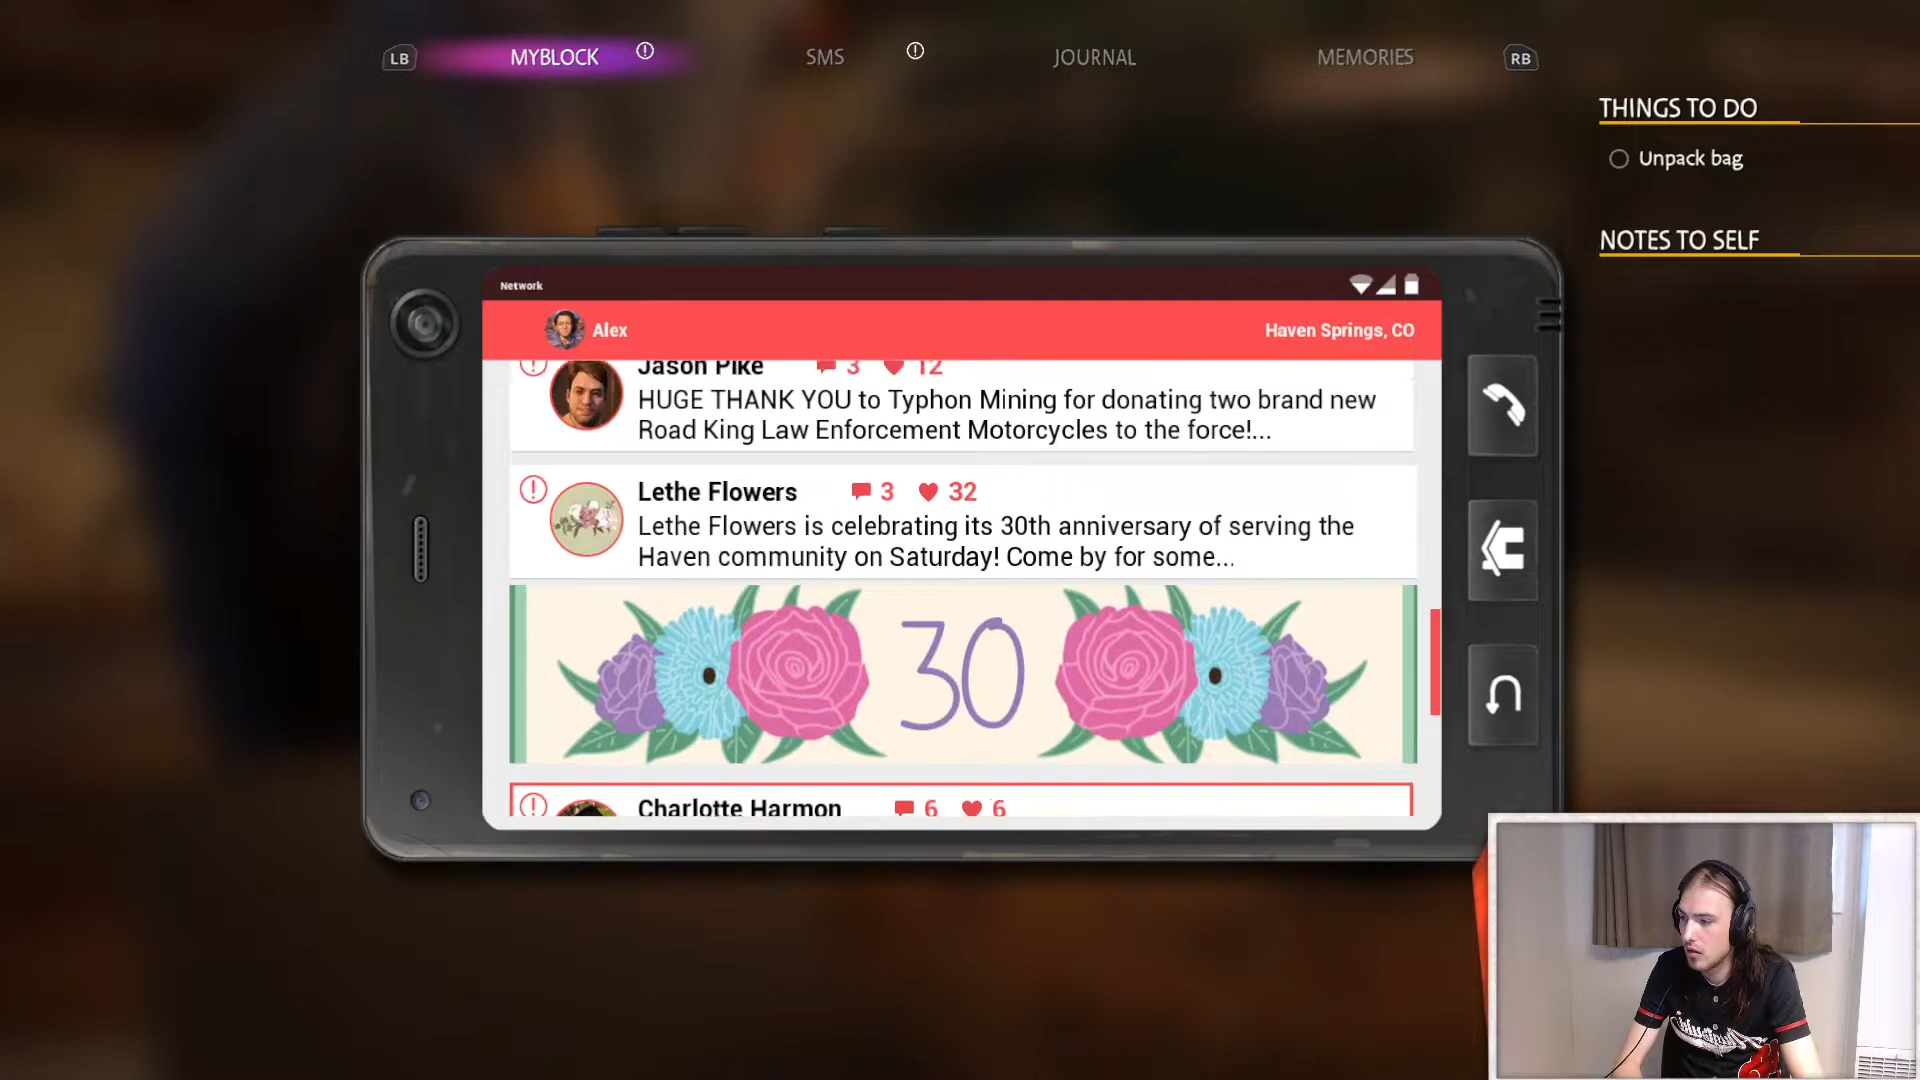 LB
MYBLOCK
SMS
JOURNAL
MEMORIES
RB
THINGS TO DO
Unpack bag
NOTES TO SELF
Network
Alex
Haven Springs, CO
Jason Pike 3 12
HUGE THANK YOU to Typhon Mining for donating two brand new
Road King Law Enforcement Motorcycles to the force!...
Lethe Flowers 3 32
Lethe Flowers is celebrating its 30th anniversary of serving the
Haven community on Saturday! Come by for some...
30
Charlotte Harmon 6 6